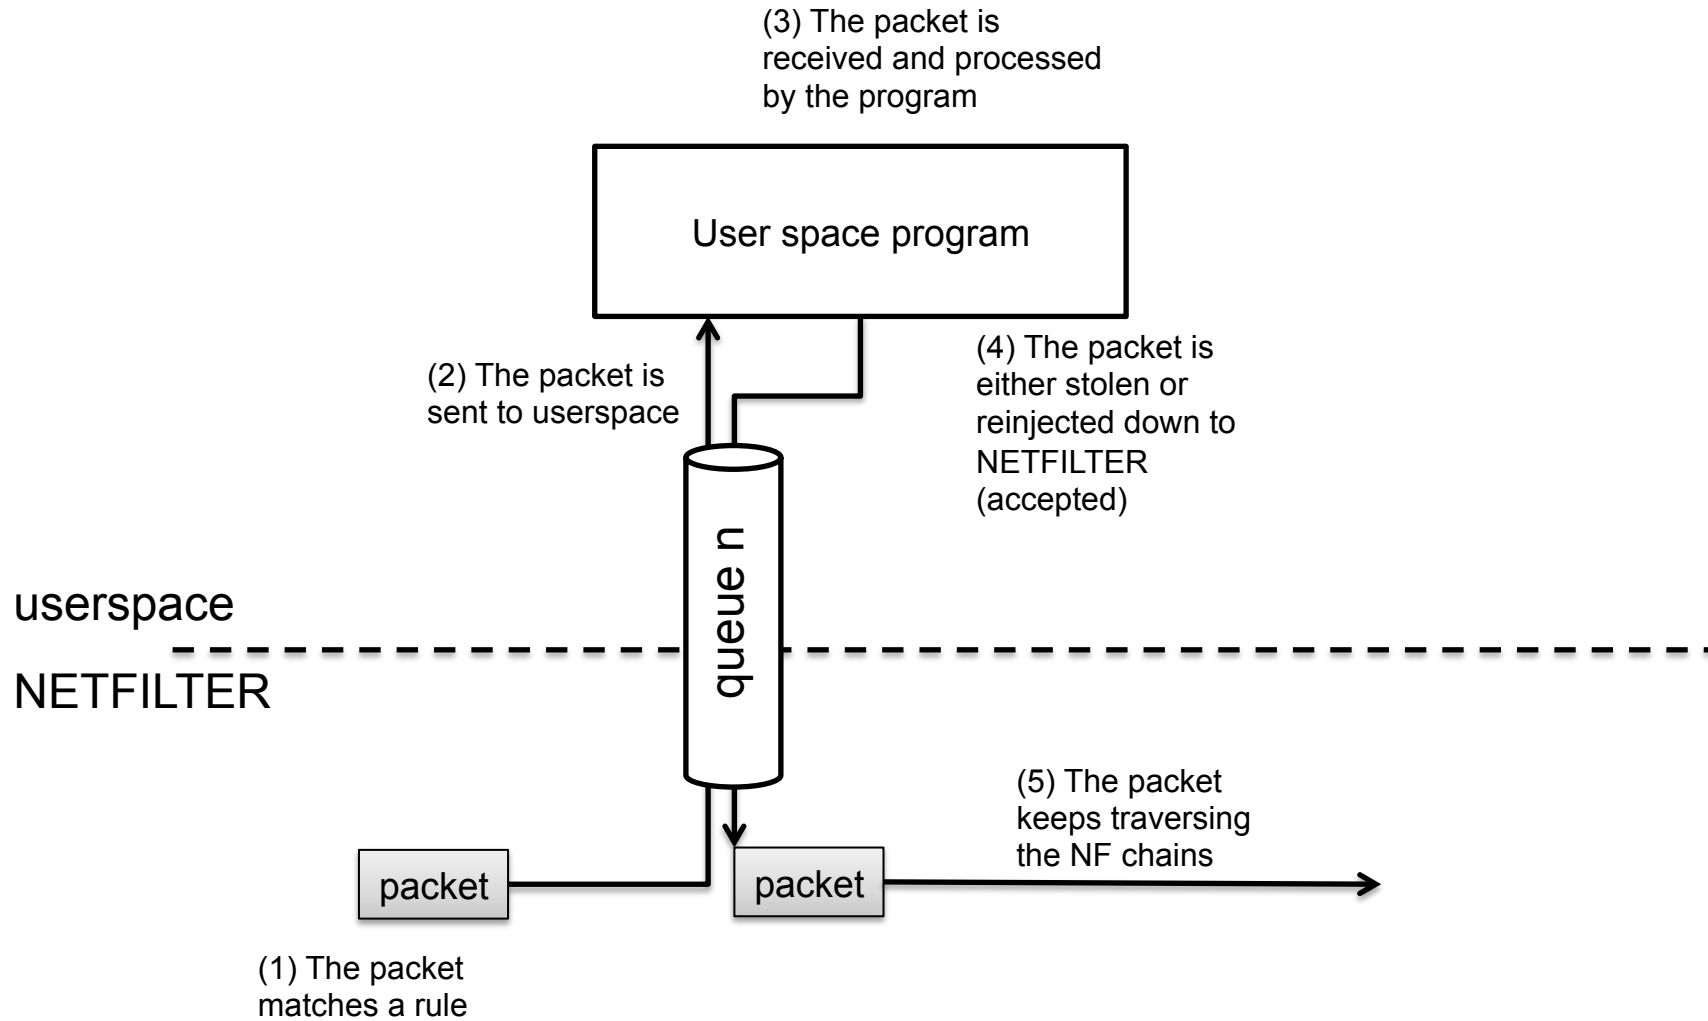 (3) The packet is
received and processed
by the program
User space program
(2) The packet is
sent to userspace
(4) The packet is
either stolen or
reinjected down to
NETFILTER
(accepted)
queue n
userspace
NETFILTER
(5) The packet
keeps traversing
the NF chains
packet
packet
(1) The packet
matches a rule